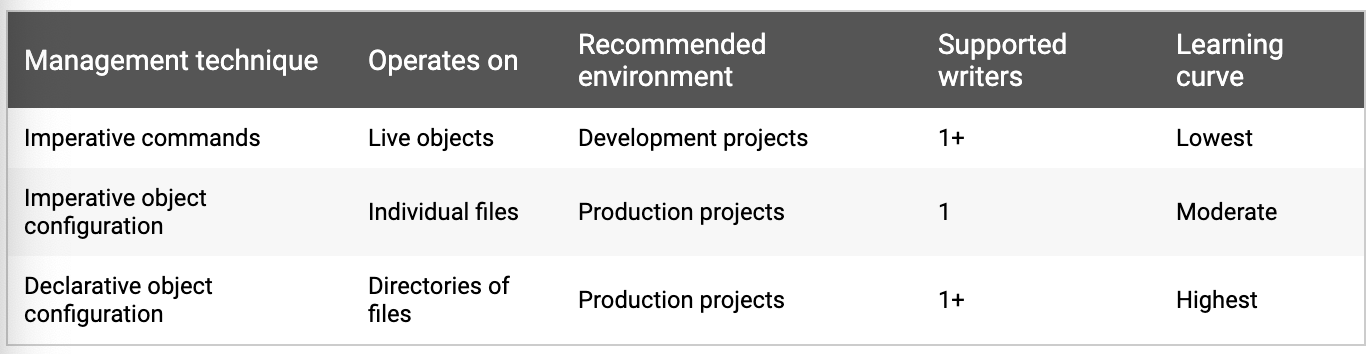 Management technique
Operates on
Recommended
environment
Supported
writers
Learning
curve
Imperative commands
Live objects
Development projects
1+
Lowest
Imperative object
configuration
Individual files
Production projects
1
Moderate
Declarative object
configuration
Directories of
files
Production projects
1+
Highest